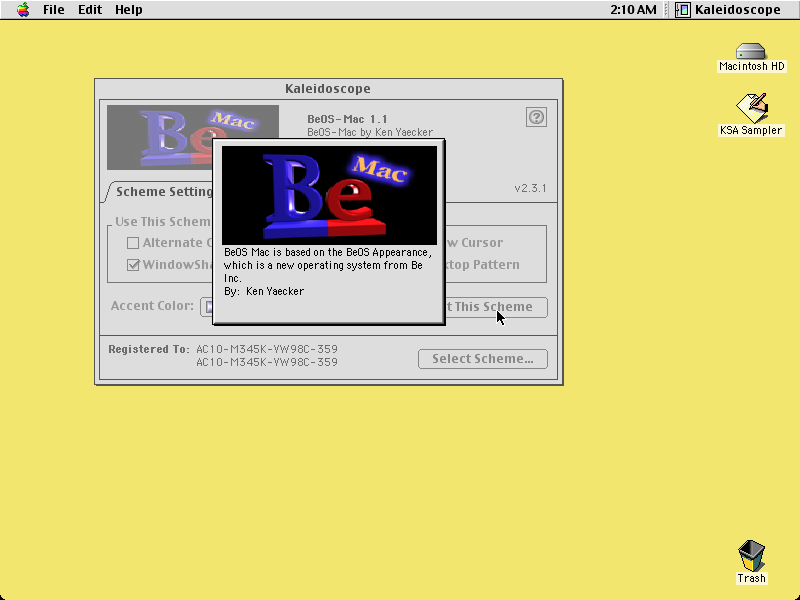 File Edit Help 2:10 AM Kaleidoscope
Macintosh HD
KSA Sampler
Kaleidoscope
Be Mac
BeOS-Mac 1.1
BeOS-Mac by Ken Yaecker
v2.3.1
Scheme Setting
Be Mac
BeOS Mac is based on the BeOS Appearance,
which is a new operating system from Be
Inc.
By: Ken Yaecker
Use This Schem
Alternate C
w Cursor
WindowSha
ktop Pattern
Accent Color:
t This Scheme
Registered To: AC10-M345K-VW98C-359
AC10-M345K-VW98C-359
Select Scheme...
Trash